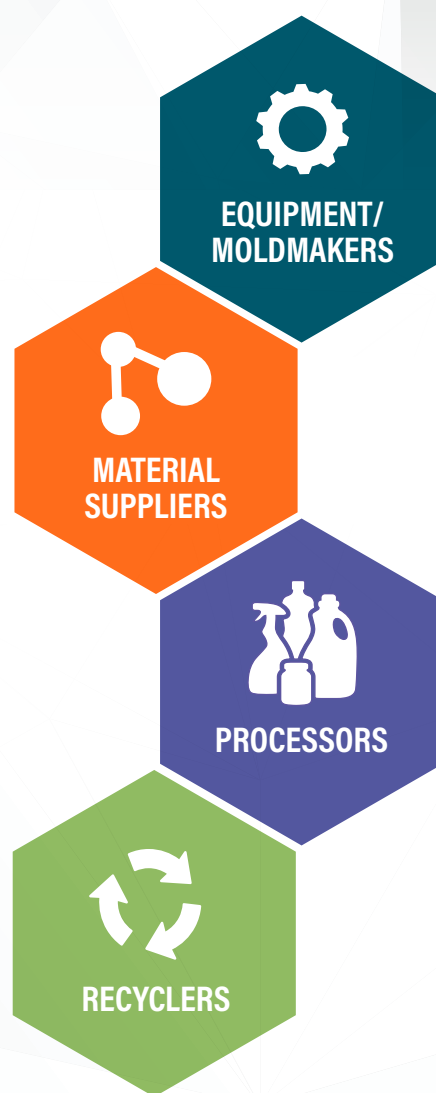 EQUIPMENT/
MOLDMAKERS
MATERIAL
SUPPLIERS
PROCESSORS
RECYCLERS